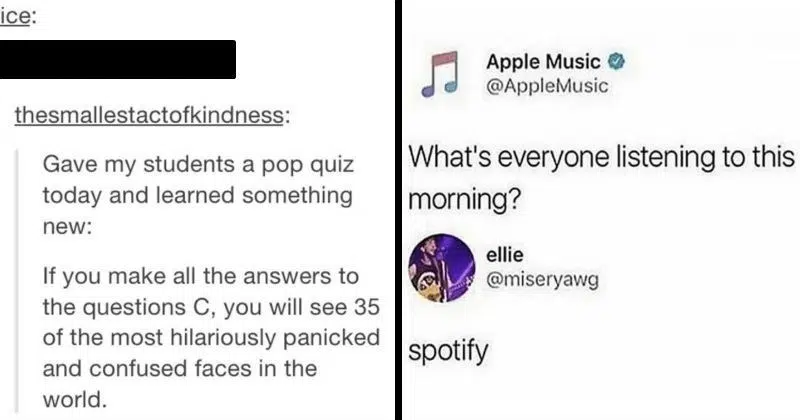 ice:
thesmallestactofkindness:
Gave my students a pop quiz
today and learned something
new:
If you make all the answers to
the questions C, you will see 35
of the most hilariously panicked
and confused faces in the
world.
Apple Music
@AppleMusic
What's everyone listening to this
morning?
ellie
@miseryawg
spotify